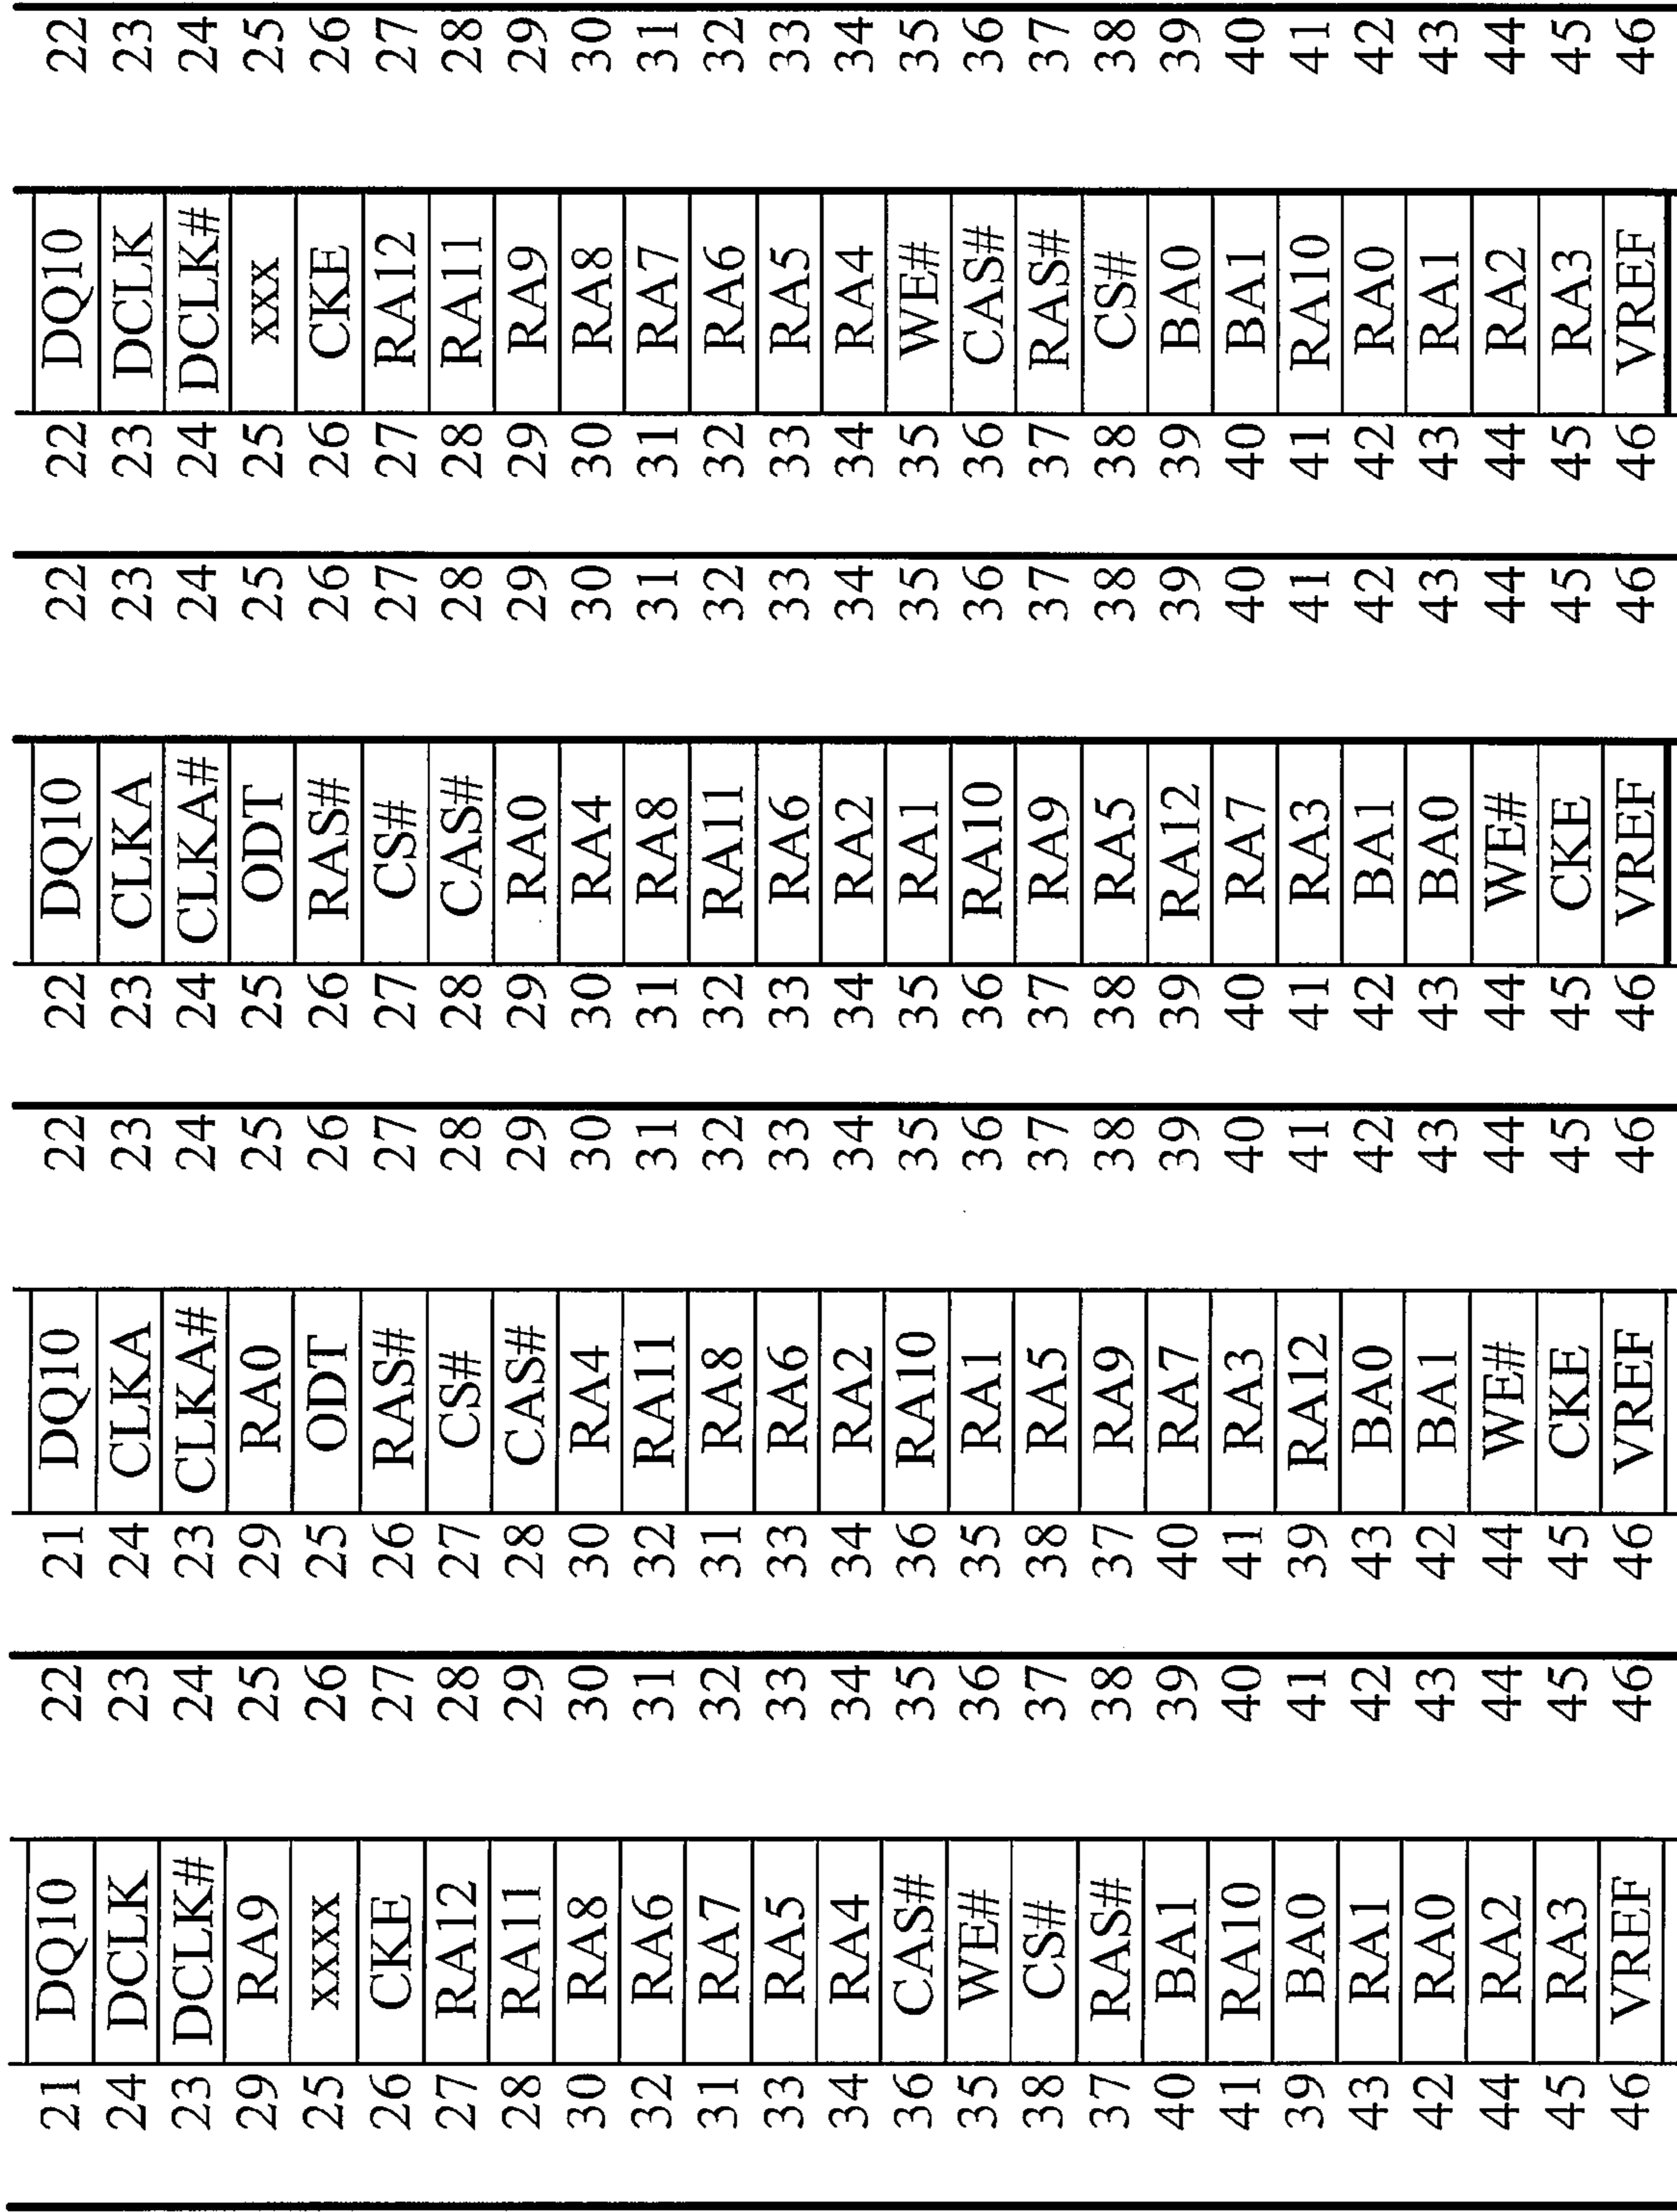 21 DQ10 22 21 DQ10 22 22 DQ10 22 22 DQ10 22
24 DCLK 23 24 CLKA 23 23 CLKA 23 23 DCLK 23
23 DCLK# 24 23 CLKA# 24 24 CLKA# 24 24 DCLK# 24
29 RA9 25 29 RA0 25 25 ODT 25 25 xxx 25
25 xxxx 26 25 ODT 26 26 RAS# 26 26 CKE 26
26 CKE 27 26 RAS# 27 27 CS# 27 27 RA12 27
27 RA12 28 27 CS# 28 28 CAS# 28 28 RA11 28
28 RA11 29 28 CAS# 29 29 RA0 29 29 RA9 29
30 RA8 30 30 RA4 30 30 RA4 30 30 RA8 30
32 RA6 31 32 RA11 31 31 RA8 31 31 RA7 31
31 RA7 32 31 RA8 32 32 RA11 32 32 RA6 32
33 RA5 33 33 RA6 33 33 RA6 33 33 RA5 33
34 RA4 34 34 RA2 34 34 RA2 34 34 RA4 34
36 CAS# 35 36 RA10 35 35 RA1 35 35 WE# 35
35 WE# 36 35 RA1 36 36 RA10 36 36 CAS# 36
38 CS# 37 38 RA5 37 37 RA9 37 37 RAS# 37
37 RAS# 38 37 RA9 38 38 RA5 38 38 CS# 38
40 BA1 39 40 RA7 39 39 RA12 39 39 BA0 39
41 RA10 40 41 RA3 40 40 RA7 40 40 BA1 40
39 BA0 41 39 RA12 41 41 RA3 41 41 RA10 41
43 RA1 42 43 BA0 42 42 BA1 42 42 RA0 42
42 RA0 43 42 BA1 43 43 BA0 43 43 RA1 43
44 RA2 44 44 WE# 44 44 WE# 44 44 RA2 44
45 RA3 45 45 CKE 45 45 CKE 45 45 RA3 45
46 VREF 46 46 VREF 46 46 VREF 46 46 VREF 46